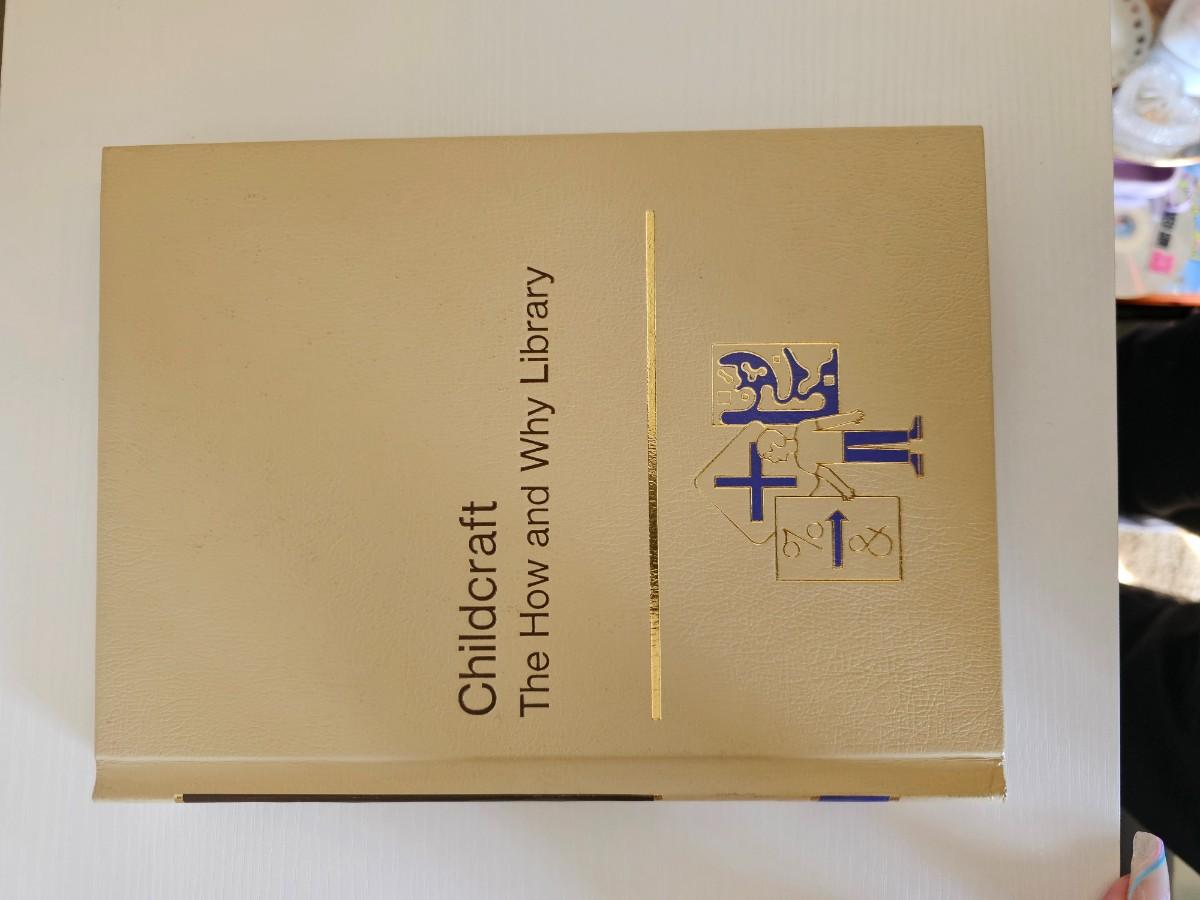 Childcraft
The How and Why Library
%
&